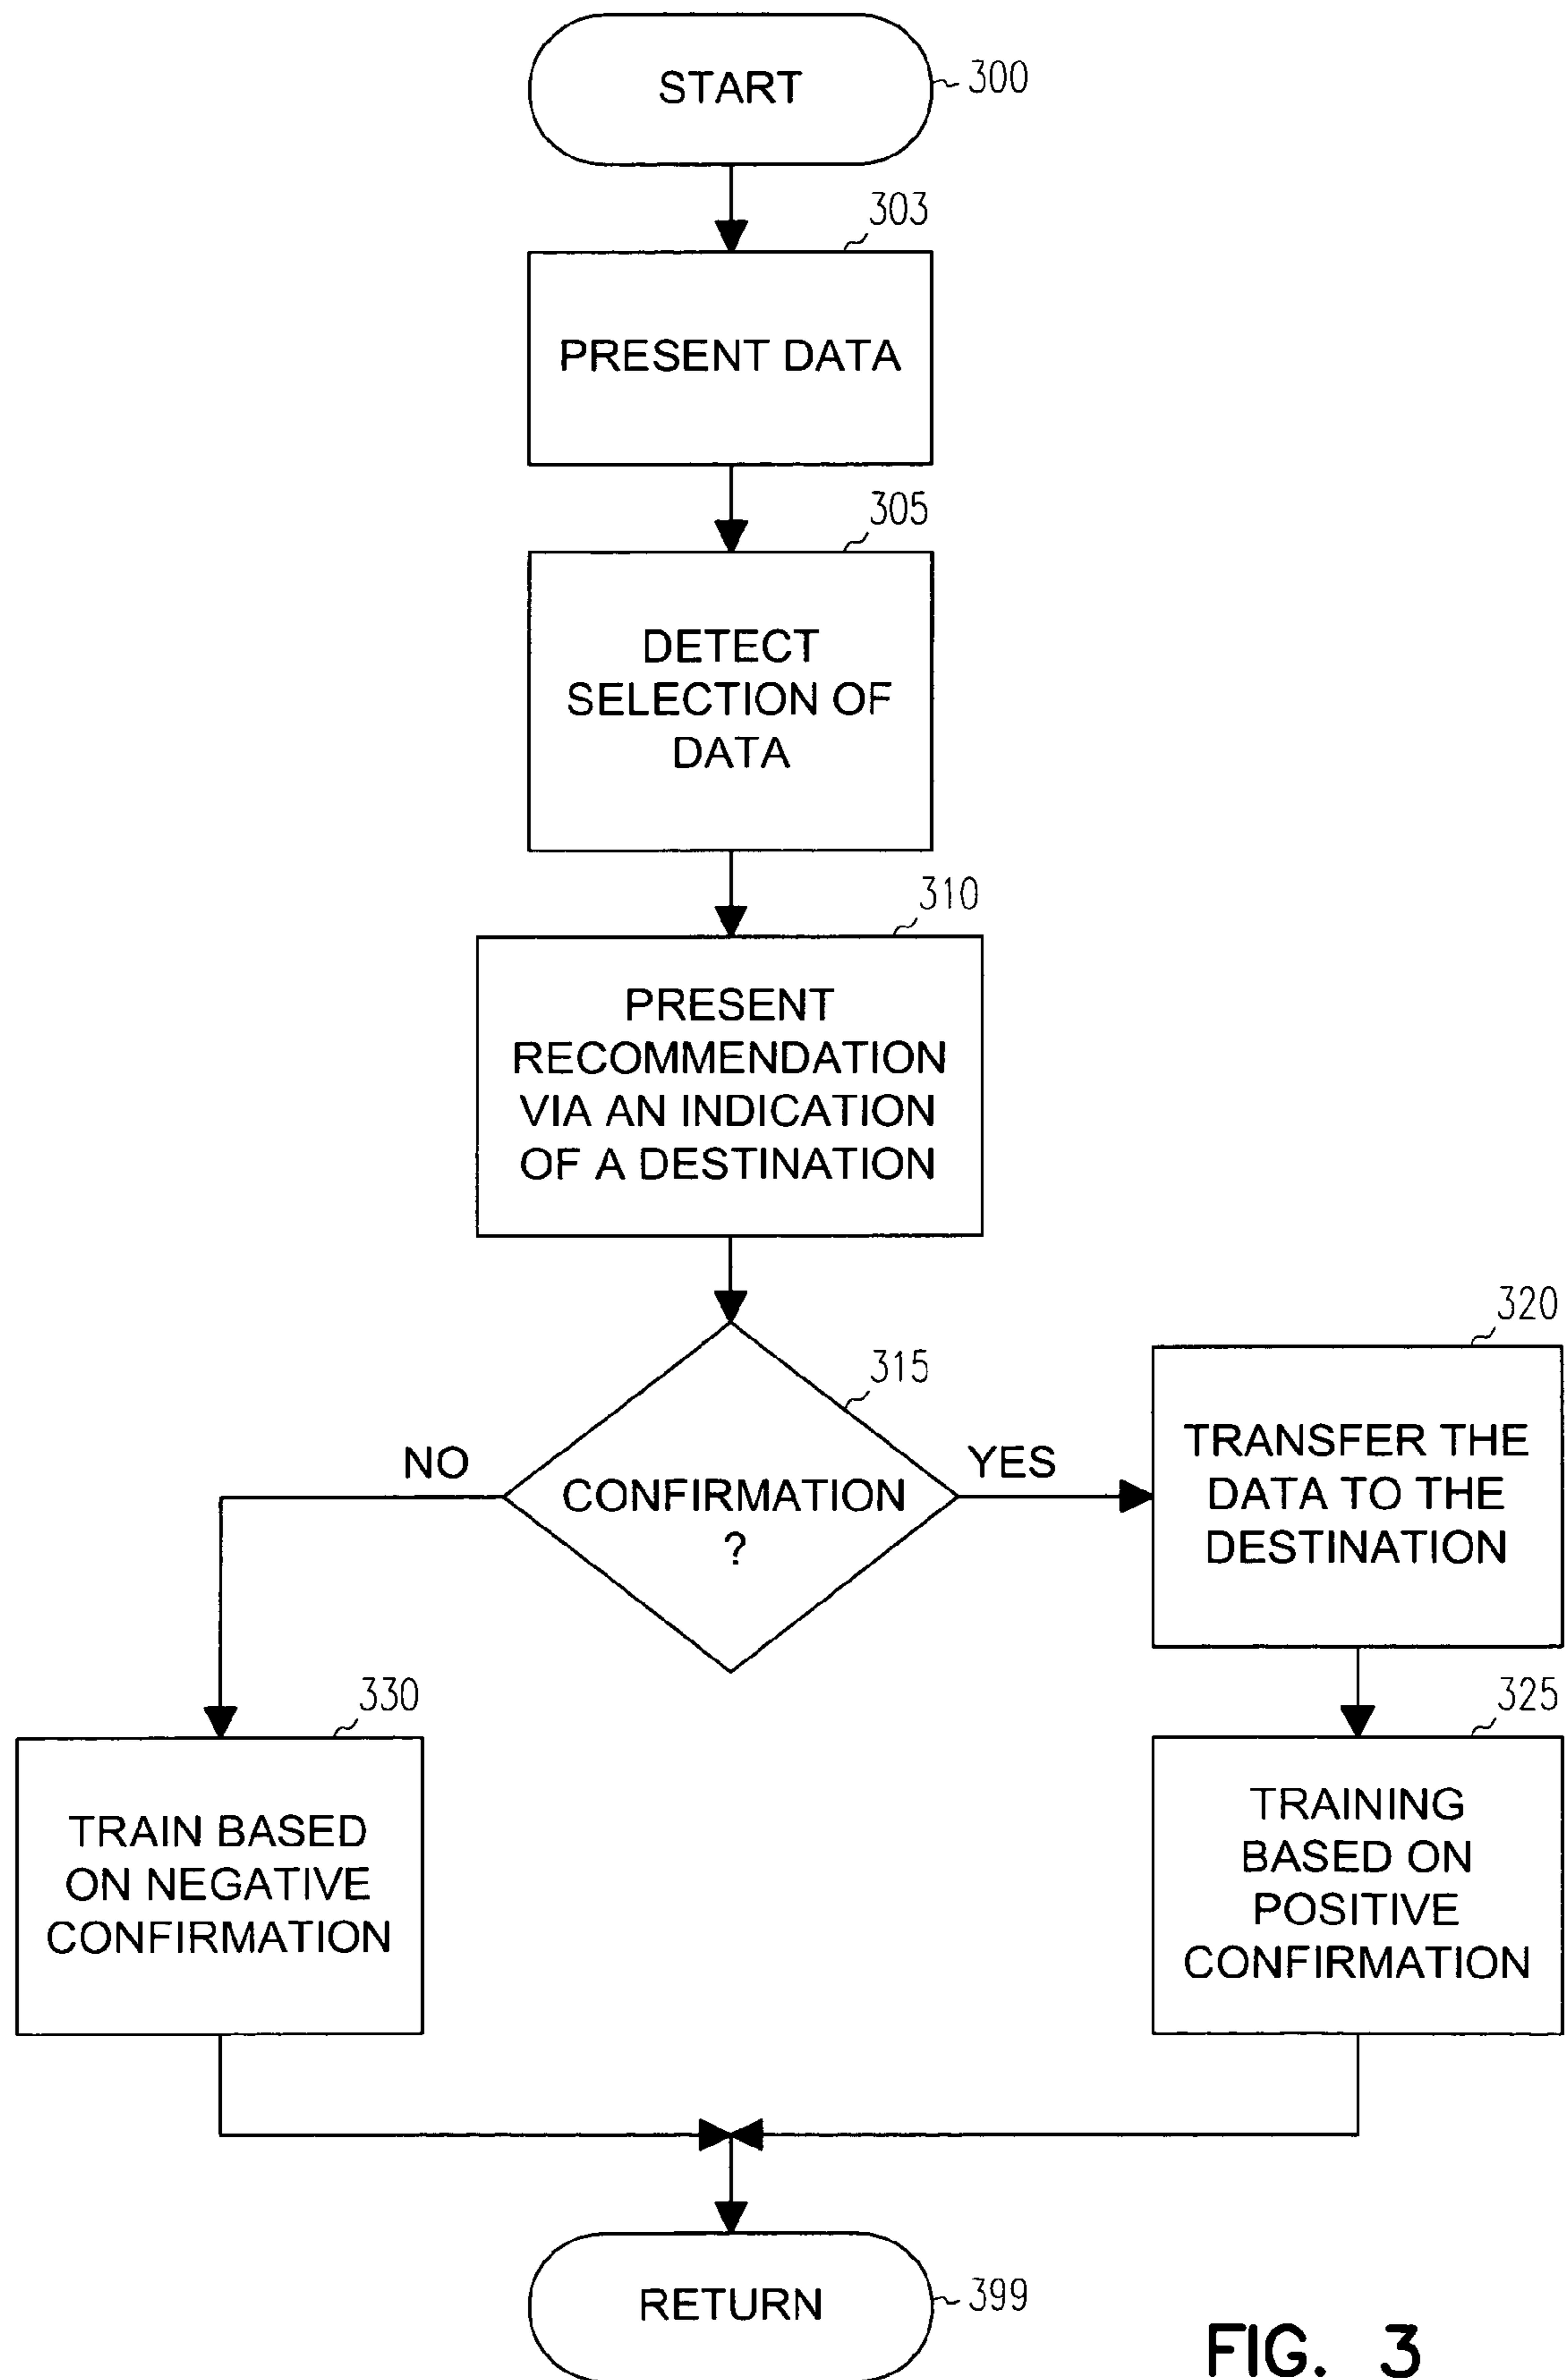 START
300
303
PRESENT DATA
305
DETECT
SELECTION OF
DATA
310
PRESENT
RECOMMENDATION
VIA AN INDICATION
OF A DESTINATION
315
CONFIRMATION
?
NO
YES
320
TRANSFER THE
DATA TO THE
DESTINATION
330
TRAIN BASED
ON NEGATIVE
CONFIRMATION
325
TRAINING
BASED ON
POSITIVE
CONFIRMATION
RETURN
399
FIG. 3